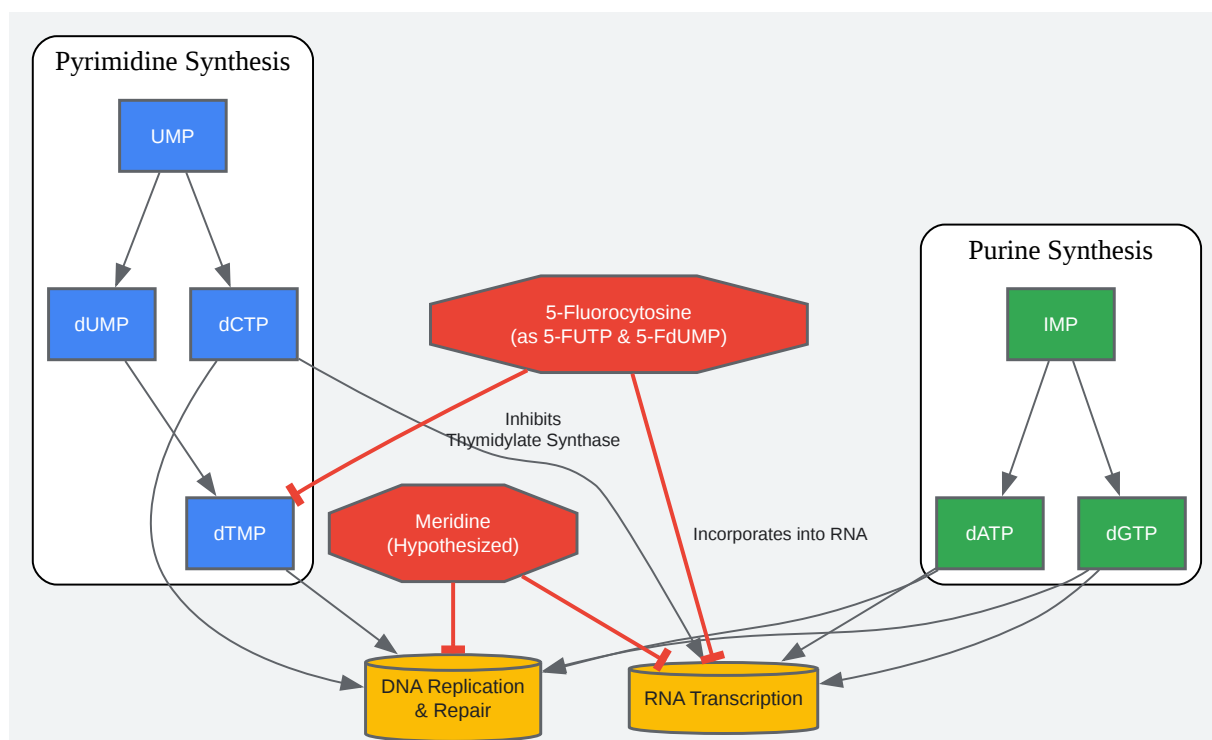 Pyrimidine Synthesis
UMP
dUMP
dCTP
dTMP
5-Fluorocytosine
(as 5-FUTP & 5-FdUMP)
Inhibits
Thymidylate Synthase
Meridine
(Hypothesized)
Incorporates into RNA
Purine Synthesis
IMP
dATP
dGTP
DNA Replication
& Repair
RNA Transcription